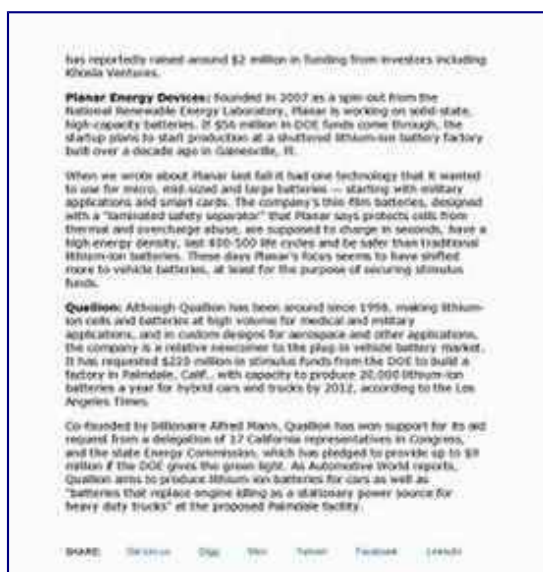 has reportedly raised around $2 million in funding from investors including
Khosla Ventures.
Planar Energy Devices: Founded in 2007 as a spin-out from the
National Renewable Energy Laboratory, Planar is working on solid-state,
high-capacity batteries. If $56 million in DOE funds come through, the
startup plans to start production at a shuttered lithium-ion battery factory
built over a decade ago in Gainesville, Fl.
When we wrote about Planar last fall it had one technology that it wanted
to use for micro, mid-sized and large batteries — starting with military
applications and smart cards. The company's thin-film batteries, designed
with a "laminated safety separator" that Planar says protects cells from
thermal and overcharge abuse, are supposed to charge in seconds, have a
high energy density, last 400-500 life cycles and be safer than traditional
lithium-ion batteries. These days Planar's focus seems to have shifted
more to vehicle batteries, at least for the purpose of securing stimulus
funds.
Quallion: Although Quallion has been around since 1998, making lithium-
ion cells and batteries at high volume for medical and military
applications, and in custom designs for aerospace and other applications,
the company is a relative newcomer to the plug-in vehicle battery market.
It has requested $220 million in stimulus funds from the DOE to build a
factory in Palmdale, Calif., with capacity to produce 20,000 lithium-ion
batteries a year for hybrid cars and trucks by 2012, according to the Los
Angeles Times.
Co-founded by billionaire Alfred Mann, Quallion has won support for its aid
request from a delegation of 17 California representatives in Congress,
and the state Energy Commission, which has pledged to provide up to $9
million if the DOE gives the green light. As Automotive World reports,
Quallion aims to produce lithium-ion batteries for cars as well as
"batteries that replace engine idling as a stationary power source for
heavy duty trucks" at the proposed Palmdale facility.
SHARE: Del.icio.us Digg Twitter Facebook LinkedIn